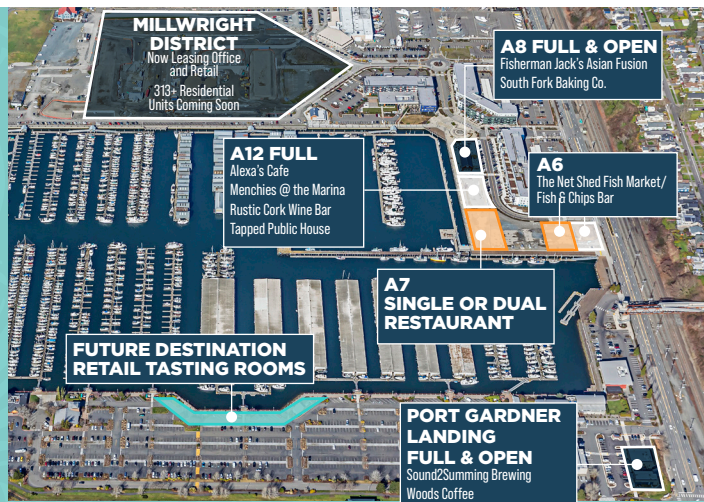 MILLWRIGHT
DISTRICT
Now Leasing Office
and Retail
313+ Residential
Units Coming Soon
A8 FULL & OPEN
Fisherman Jack's Asian Fusion
South Fork Baking Co.
A12 FULL
Alexa's Cafe
Menchies @ the Marina
Rustic Cork Wine Bar
Tapped Public House
A6
The Net Shed Fish Market/
Fish & Chips Bar
A7
SINGLE OR DUAL
RESTAURANT
FUTURE DESTINATION
RETAIL TASTING ROOMS
PORT GARDNER
LANDING
FULL & OPEN
Sound2Summing Brewing
Woods Coffee